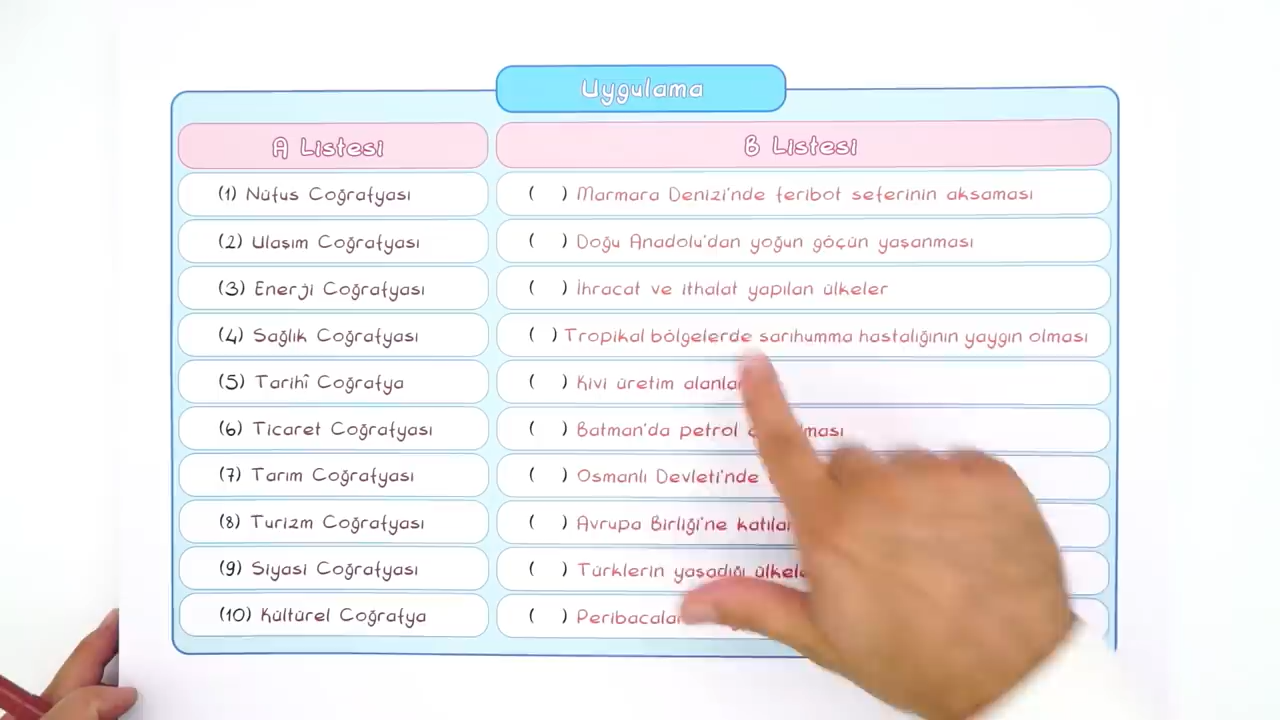 Uygulama
A Listesi
B Listesi
(1) Nüfus Coğrafyası
( ) Marmara Denizi'nde feribot seferinin aksaması
(2) Ulaşım Coğrafyası
( ) Doğu Anadolu'dan yoğun göçün yaşanması
(3) Enerji Coğrafyası
( ) İhracat ve ithalat yapılan ülkeler
(4) Sağlık Coğrafyası
( ) Tropikal bölgelerde sarıhumma hastalığının yaygın olması
(5) Tarihî Coğrafya
( ) Kivi üretim
(6) Ticaret Coğrafyası
( ) Batman'da petrol
(7) Tarım Coğrafyası
( ) Osmanlı Devleti'nde
(8) Turizm Coğrafyası
( ) Avrupa Birliği'ne
(9) Siyasi Coğrafyası
( ) Türklerin yaşadığı
(10) Kültürel Coğrafya
( )